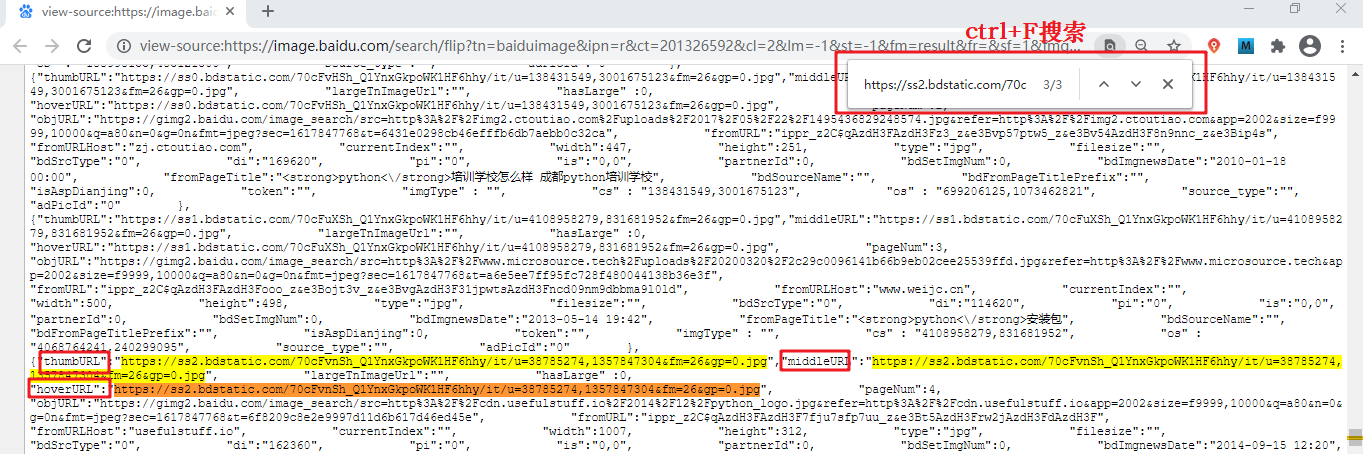 view-source:https://image.baidu
view-source:https://image.baidu.com/search/flip?tn=baiduimage&ipn=r&ct=201326592&cl=2&lm=-1&st=-1&fm=result&fr=&sf=1&fmq...
ctrl+F搜索
https://ss2.bdstatic.com/70c 3/3
{"thumbURL":"https://ss0.bdstatic.com/70cFvHSh_Q1YnxGkpoWK1HF6hhy/it/u=138431549,3001675123&fm=26&gp=0.jpg","middleU
549,3001675123&fm=26&gp=0.jpg", "largeTnImageUrl":"", "hasLarge" :0,
"hoverURL":"https://ss0.bdstatic.com/70cFvHSh_Q1YnxGkpoWK1HF6hhy/it/u=138431549,3001675123&fm=26&gp=0.jpg",
"objURL":"https://gimg2.baidu.com/image_search/src=http%3A%2F%2Fimg2.ctoutiao.com%2Fuploads%2F2017%2F05%2F22%2F1495436829248574.jpg&refer=http%3A%2F%2Fimg2.ctoutiao.com&app=2002&size=f99
99,10000&q=a80&n=0&g=0n&fmt=jpeg?sec=1617847768&t=6431e0298cb46efffb6db7aebb0c32ca", "fromURL":"ippr_z2C$qAzdH3FAzdH3Fz3_z&e3Bvp57ptw5_z&e3Bv54AzdH3F8n9nnc_z&e3Bip4s",
"fromURLHost":"zj.ctoutiao.com", "currentIndex":"", "width":447, "height":251, "type":"jpg", "filesize":"",
"bdSrcType":"0", "di":"169620", "pi":"0", "is":"0,0", "partnerId":0, "bdSetImgNum":0, "bdImgnewsDate":"2010-01-18
00:00", "fromPageTitle":"<strong>python<\/strong>培训学校怎么样 成都python培训学校", "bdSourceName":"", "bdFromPageTitlePrefix":"",
"isAspDianjing":0, "token":"", "imgType" : "", "cs" : "138431549,3001675123", "os" : "699206125,1073462821", "source_type":"",
"adPicId":"0" },
{"thumbURL":"https://ss1.bdstatic.com/70cFuXSh_Q1YnxGkpoWK1HF6hhy/it/u=4108958279,831681952&fm=26&gp=0.jpg","middleURL":"https://ss1.bdstatic.com/70cFuXSh_Q1YnxGkpoWK1HF6hhy/it/u=41089582
79,831681952&fm=26&gp=0.jpg", "largeTnImageUrl":"", "hasLarge" :0,
"hoverURL":"https://ss1.bdstatic.com/70cFuXSh_Q1YnxGkpoWK1HF6hhy/it/u=4108958279,831681952&fm=26&gp=0.jpg", "pageNum":3,
"objURL":"https://gimg2.baidu.com/image_search/src=http%3A%2F%2Fwww.microsource.tech%2Fuploads%2F20200320%2F2c29c0096141b66b9eb02cee25539ffd.jpg&refer=http%3A%2F%2Fwww.microsource.tech&ap
p=2002&size=f9999,10000&q=a80&n=0&g=0n&fmt=jpeg?sec=1617847768&t=a6e5ee7ff95fc728f480044138b36e3f",
"fromURL":"ippr_z2C$qAzdH3FAzdH3Fooo_z&e3Bojt3v_z&e3BvgAzdH3F31jpwtsAzdH3Fncd09nm9dbbma9l0ld", "fromURLHost":"www.weijc.cn", "currentIndex":"",
"width":500, "height":498, "type":"jpg", "filesize":"", "bdSrcType":"0", "di":"114620", "pi":"0", "is":"0,0",
"partnerId":0, "bdSetImgNum":0, "bdImgnewsDate":"2013-05-14 19:42", "fromPageTitle":"<strong>python<\/strong>安装包", "bdSourceName":"",
"bdFromPageTitlePrefix":"", "isAspDianjing":0, "token":"", "imgType" : "", "cs" : "4108958279,831681952", "os" :
"4068764241,240299095", "source_type":"", "adPicId":"0" },
{"thumbURL":"https://ss2.bdstatic.com/70cFvnSh_Q1YnxGkpoWK1HF6hhy/it/u=38785274,1357847304&fm=26&gp=0.jpg","middleURL":"https://ss2.bdstatic.com/70cFvnSh_Q1YnxGkpoWK1HF6hhy/it/u=38785274,
1357847304&fm=26&gp=0.jpg", "largeTnImageUrl":"", "hasLarge" :0,
"hoverURL":"https://ss2.bdstatic.com/70cFvnSh_Q1YnxGkpoWK1HF6hhy/it/u=38785274,1357847304&fm=26&gp=0.jpg", "pageNum":4,
"objURL":"https://gimg2.baidu.com/image_search/src=http%3A%2F%2Fcdn.usefulstuff.io%2F2014%2F12%2Fpython_logo.jpg&refer=http%3A%2F%2Fcdn.usefulstuff.io&app=2002&size=f9999,10000&q=a80&n=0&
g=0n&fmt=jpeg?sec=1617847768&t=6f8209c8e2e9997d11d6b617d46ed45e", "fromURL":"ippr_z2C$qAzdH3FAzdH3F7fju7sfp7uu_z&e3Bt5AzdH3Frw2jAzdH3FdAzdH3F",
"fromURLHost":"usefulstuff.io", "currentIndex":"", "width":1007, "height":312, "type":"jpg", "filesize":"",
"bdSrcType":"0", "di":"162360", "pi":"0", "is":"0,0", "partnerId":0, "bdSetImgNum":0, "bdImgnewsDate":"2014-09-15 12:20",